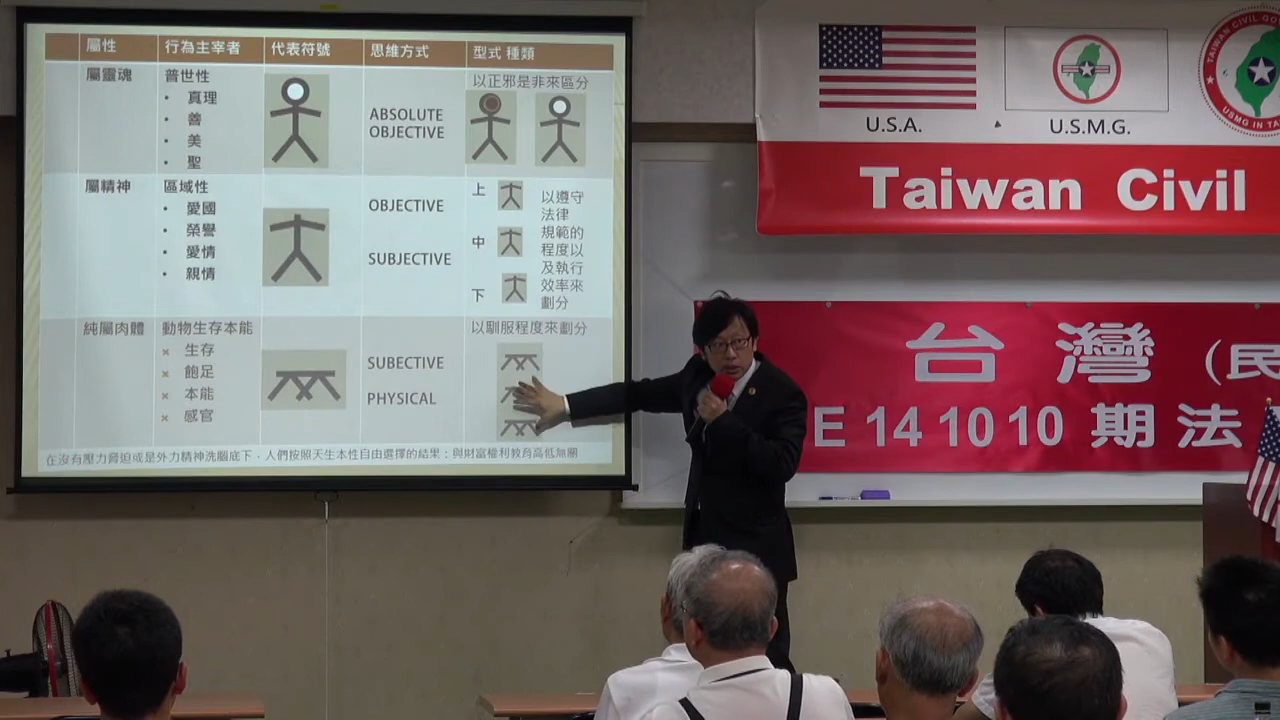 屬性 行為主宰者 代表符號 思維方式 型式 種類
屬靈魂
普世性
• 真理
• 善
• 美
• 聖
ABSOLUTE
OBJECTIVE
以正邪是非來區分
屬精神
區域性
• 愛國
• 榮譽
• 愛情
• 親情
OBJECTIVE
SUBJECTIVE
上
中
下
以遵守
法律
規範的
程度以
及執行
效率來
劃分
純屬肉體
動物生存本能
× 生存
× 飽足
× 本能
× 感官
SUBECTIVE
PHYSICAL
以馴服程度來劃分
在沒有壓力脅迫或是外力精神洗腦底下，人們按照天生本性自由選擇的結果；與財富權利教育高低無關
U.S.A.
U.S.M.G.
TAIWAN CIVIL GO
USMG IN TA
Taiwan Civil
台灣（民
E 14 10 10 期 法